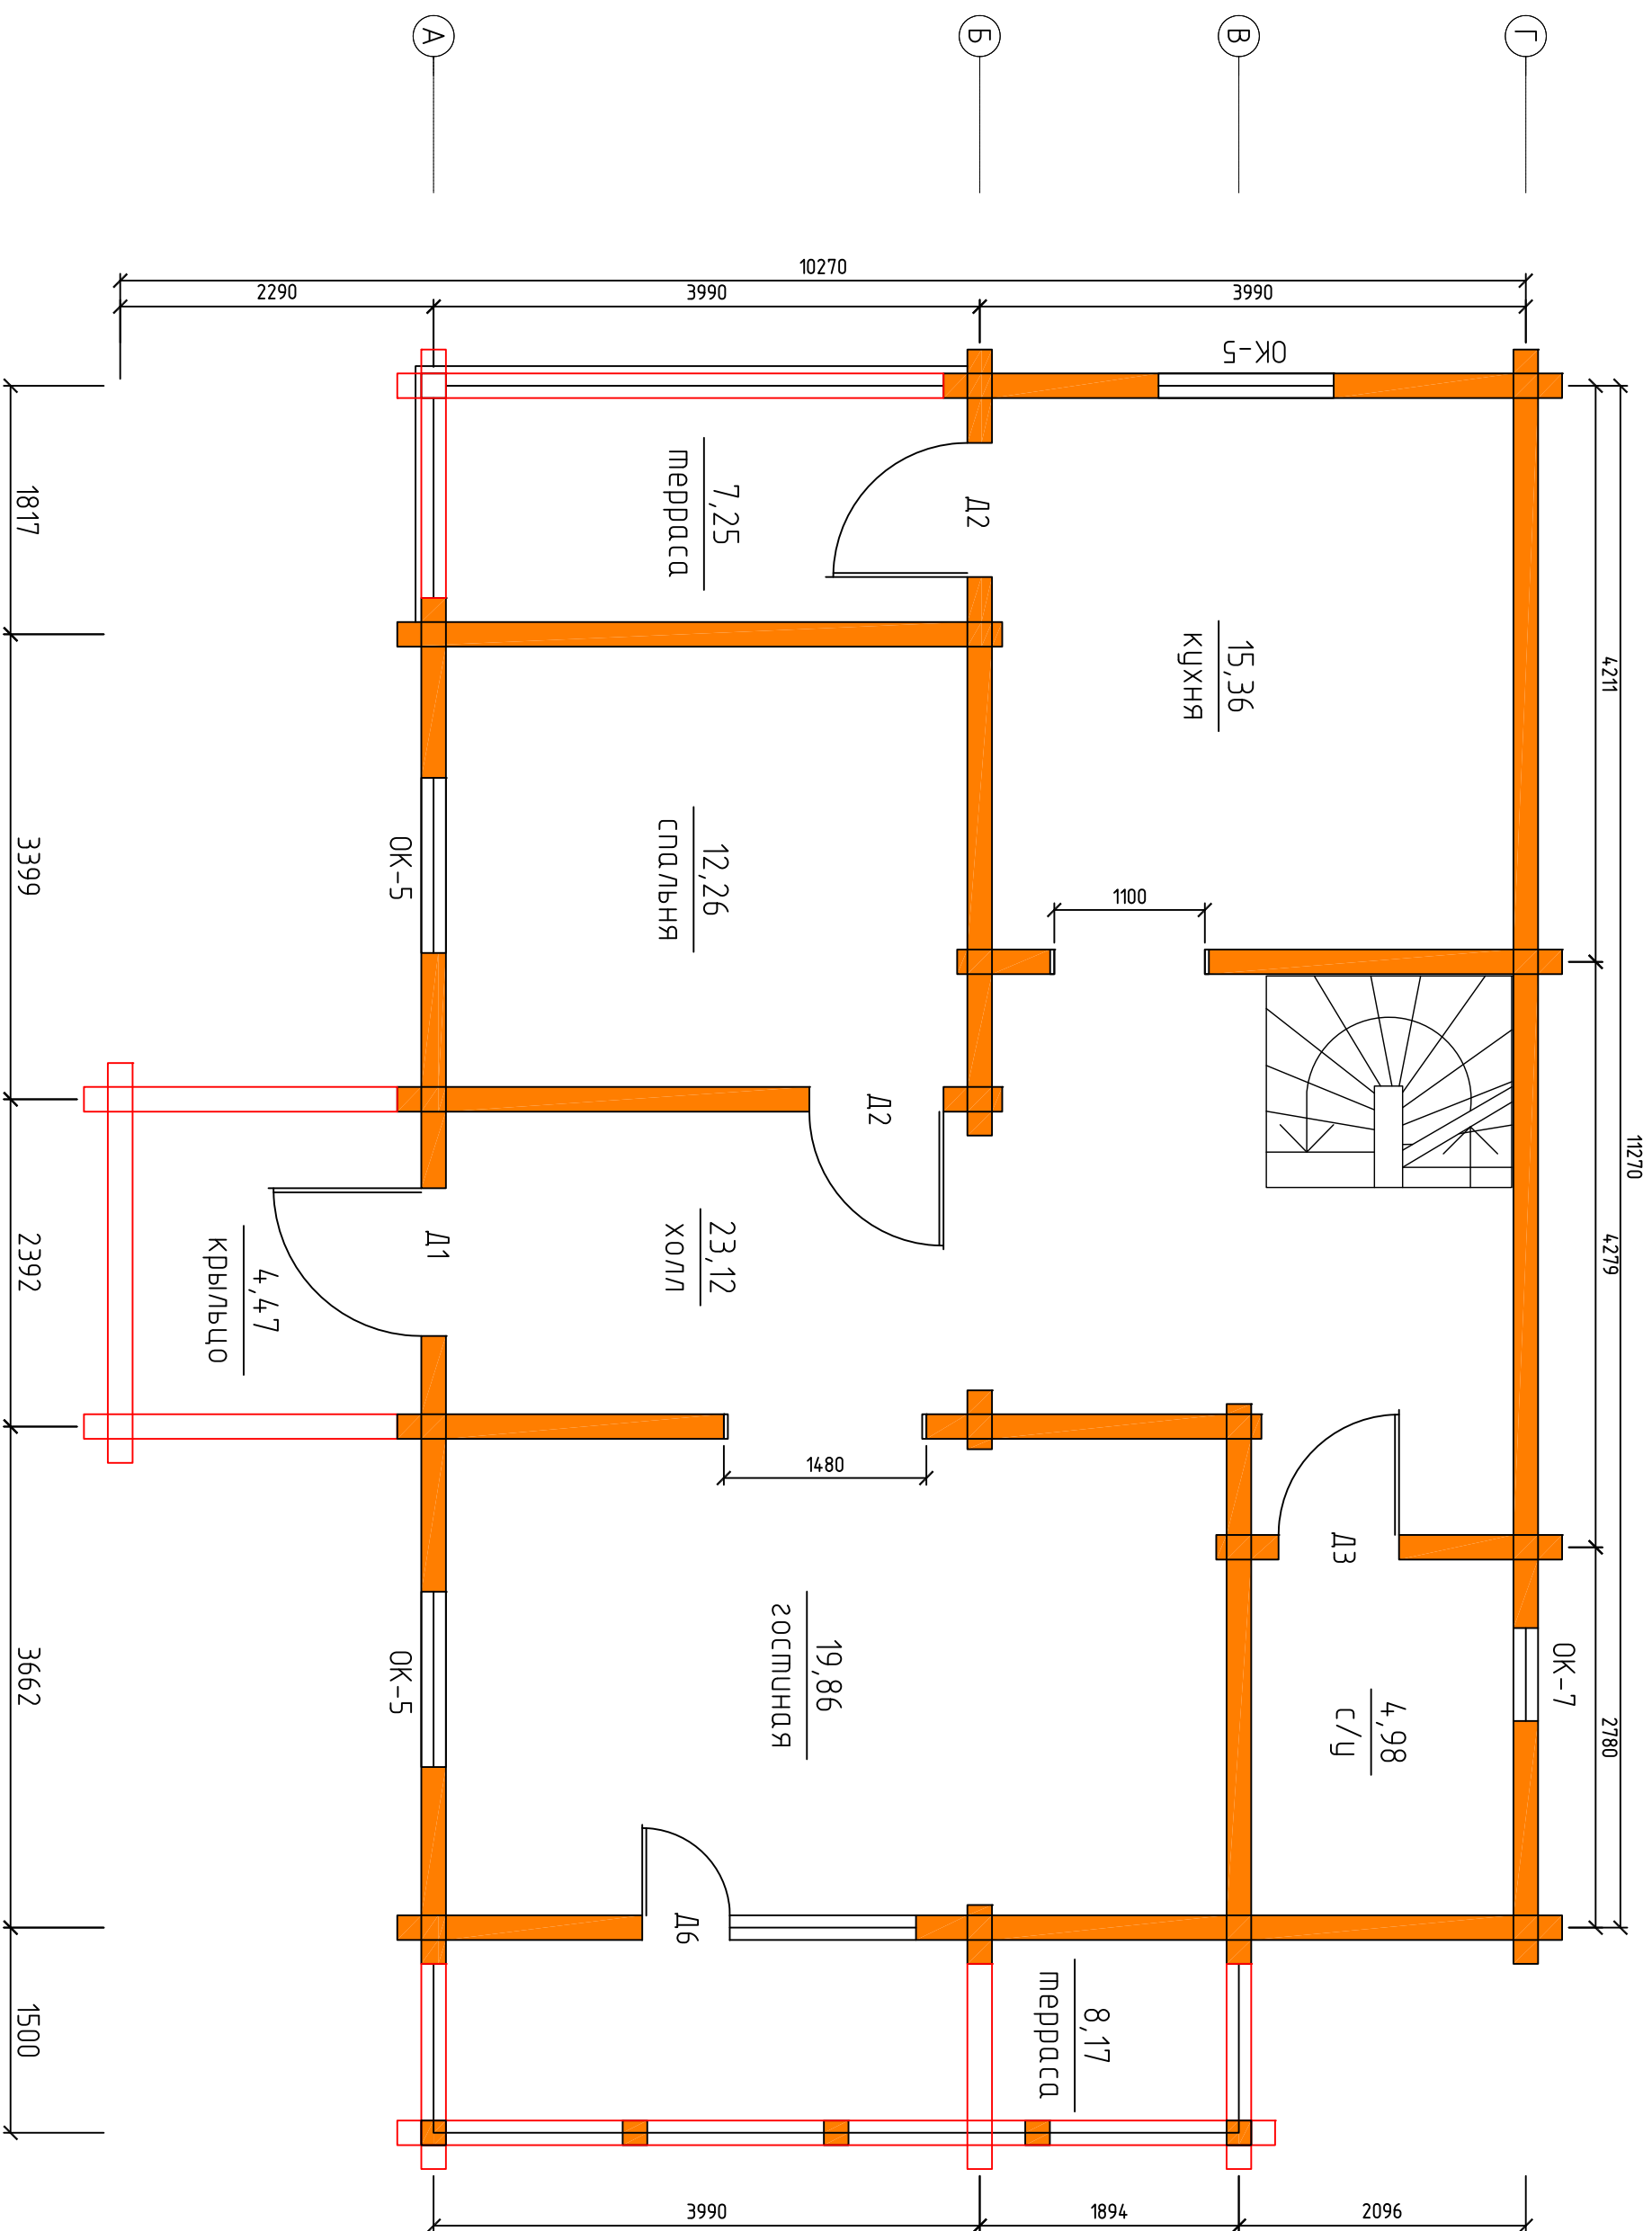 А
Б
В
Г
10270
2290
3990
3990
ОК-5
7,25
терраса
Д2
15,36
кухня
4211
1817
12,26
спальня
ОК-5
3399
1100
Д2
11270
4279
23,12
холл
Д1
4,47
крыльцо
2392
1480
Д3
19,86
гостиная
ОК-5
3662
ОК-7
4,98
с/у
2780
Д6
8,17
терраса
1500
3990
1894
2096